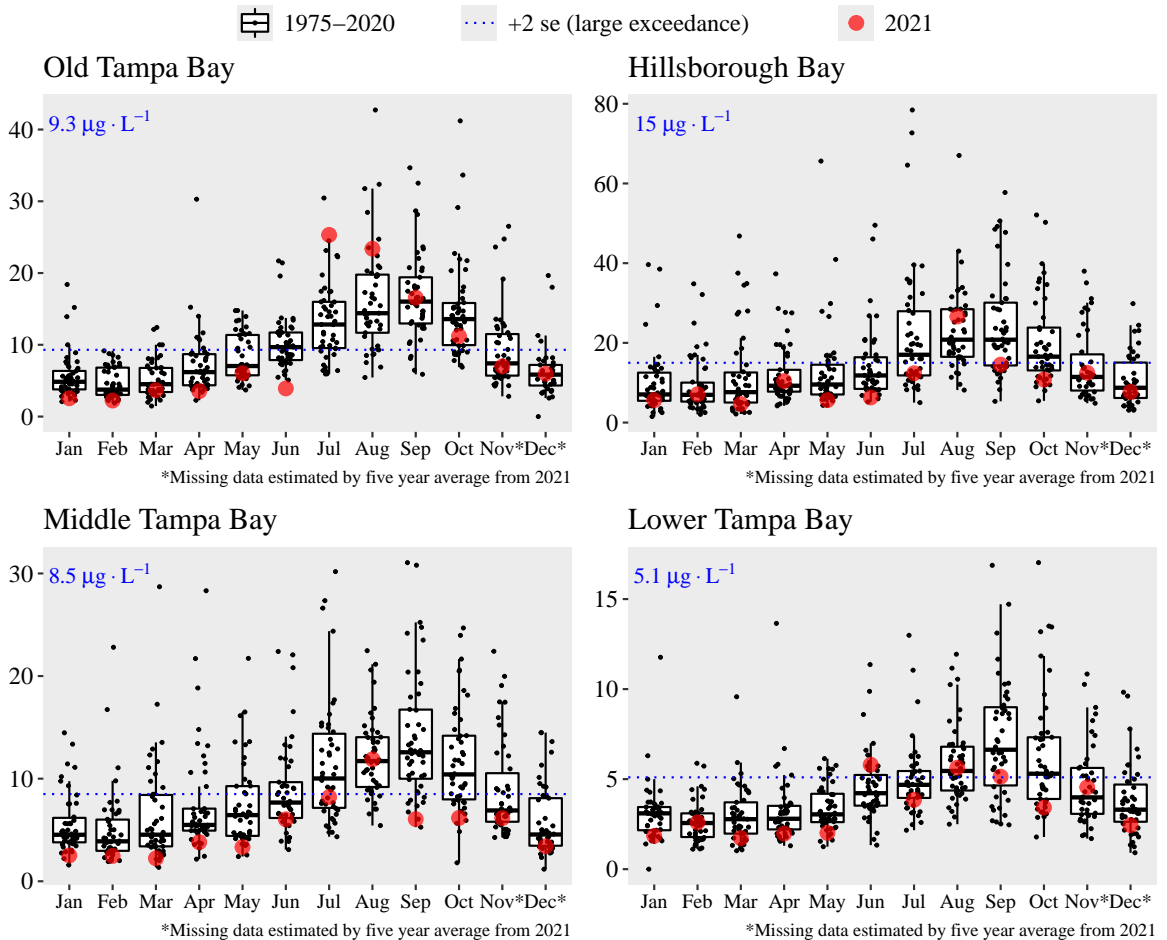 1975–2020 +2 se (large exceedance) 2021
Old Tampa Bay
9.3 μg · L⁻¹
40
30
20
10
0
Jan Feb Mar Apr May Jun Jul Aug Sep Oct Nov* Dec*
*Missing data estimated by five year average from 2021
Hillsborough Bay
15 μg · L⁻¹
80
60
40
20
0
Jan Feb Mar Apr May Jun Jul Aug Sep Oct Nov* Dec*
*Missing data estimated by five year average from 2021
Middle Tampa Bay
8.5 μg · L⁻¹
30
20
10
0
Jan Feb Mar Apr May Jun Jul Aug Sep Oct Nov* Dec*
*Missing data estimated by five year average from 2021
Lower Tampa Bay
5.1 μg · L⁻¹
15
10
5
0
Jan Feb Mar Apr May Jun Jul Aug Sep Oct Nov* Dec*
*Missing data estimated by five year average from 2021